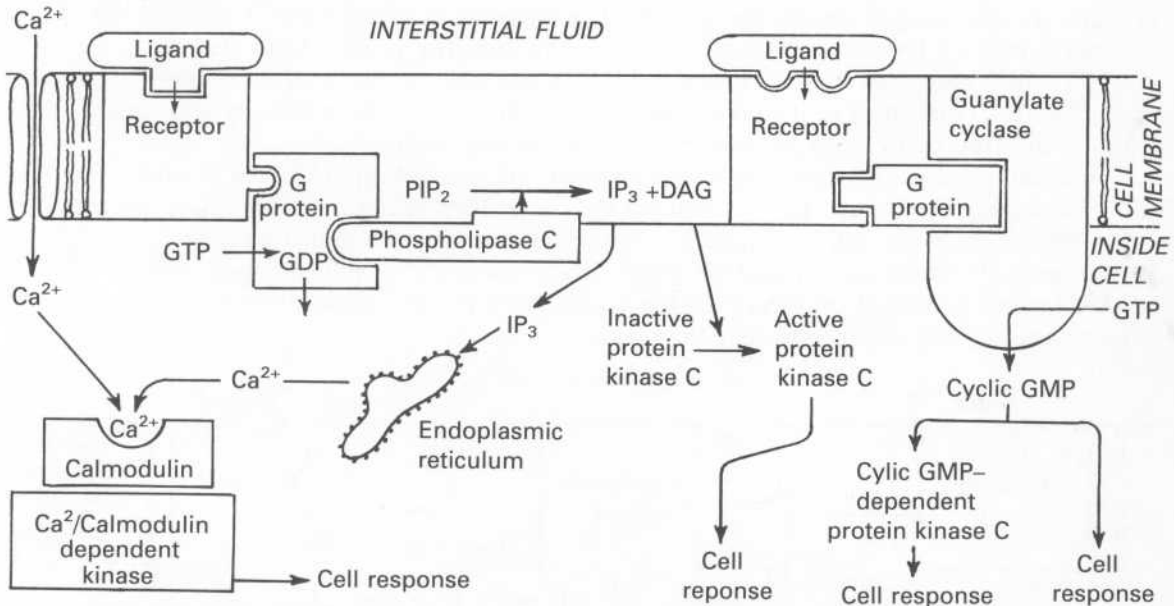 Ca²⁺
INTERSTITIAL FLUID
Ligand
Receptor
Ligand
Receptor
Guanylate
cyclase
CELL
MEMBRANE
INSIDE
CELL
G
protein
PIP₂
IP₃ +DAG
Phospholipase C
G
protein
GTP
GDP
GTP
Ca²⁺
IP₃
Inactive
protein
kinase C
Active
protein
kinase C
Cyclic GMP
Ca²⁺
Ca²⁺
Calmodulin
Endoplasmic
reticulum
Cylic GMP–
dependent
protein kinase C
Ca²/Calmodulin
dependent
kinase
Cell response
Cell
reponse
Cell response
Cell
response